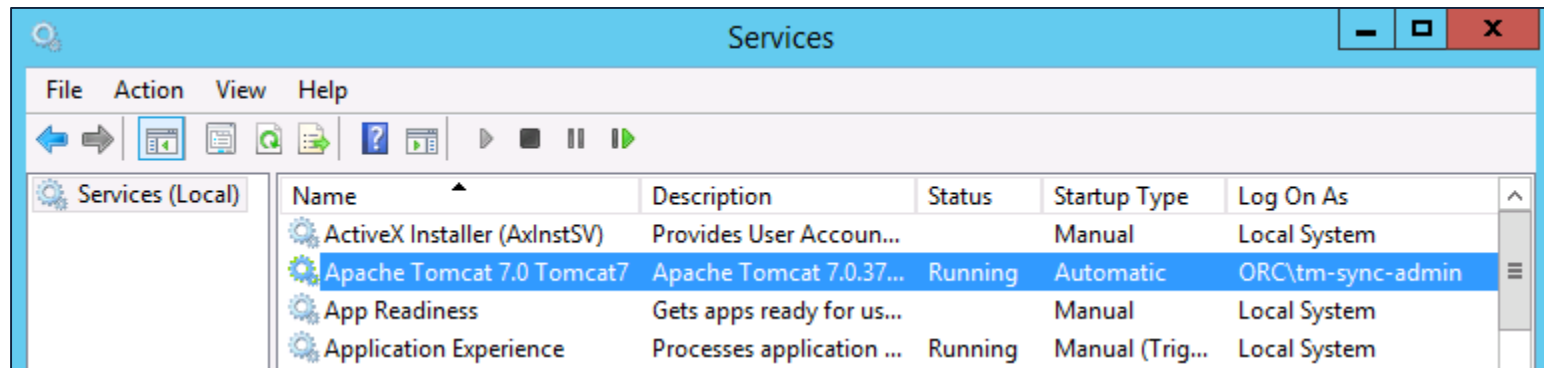 Services
File Action View Help
Services (Local)
Name Description Status Startup Type Log On As
ActiveX Installer (AxInstSV) Provides User Accoun... Manual Local System
Apache Tomcat 7.0 Tomcat7 Apache Tomcat 7.0.37... Running Automatic ORC\tm-sync-admin
App Readiness Gets apps ready for us... Manual Local System
Application Experience Processes application ... Running Manual (Trig... Local System